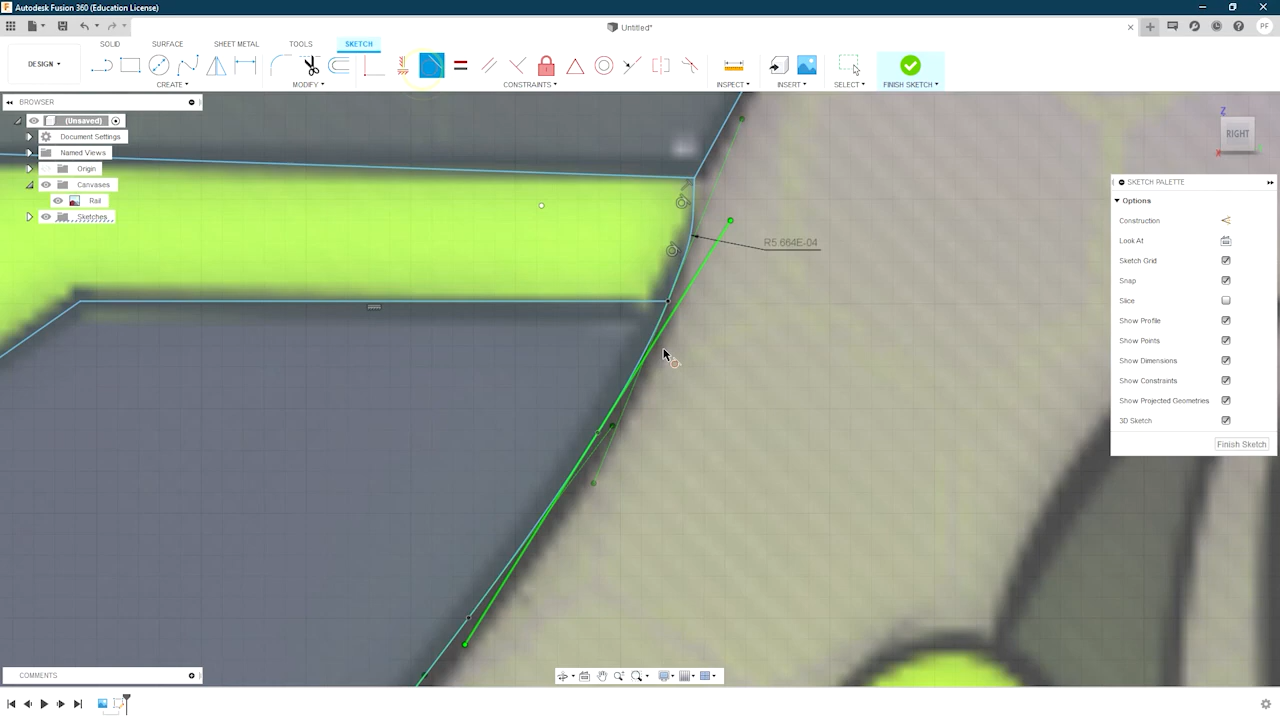 Autodesk Fusion 360 (Education License)
Untitled*
PF
DESIGN
SOLID SURFACE SHEET METAL TOOLS SKETCH
CREATE MODIFY CONSTRAINTS INSPECT INSERT SELECT FINISH SKETCH
BROWSER
(Unsaved)
Document Settings
Named Views
Origin
Canvases
Rail
Sketches
R5.664E-04
Z
RIGHT
X
SKETCH PALETTE
Options
Construction
Look At
Sketch Grid
Snap
Slice
Show Profile
Show Points
Show Dimensions
Show Constraints
Show Projected Geometries
3D Sketch
Finish Sketch
COMMENTS